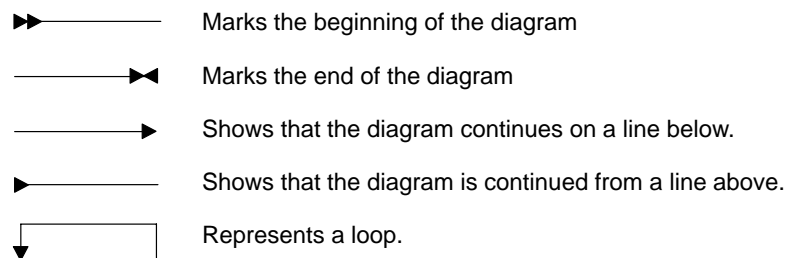 Marks the beginning of the diagram
Marks the end of the diagram
Shows that the diagram continues on a line below.
Shows that the diagram is continued from a line above.
Represents a loop.